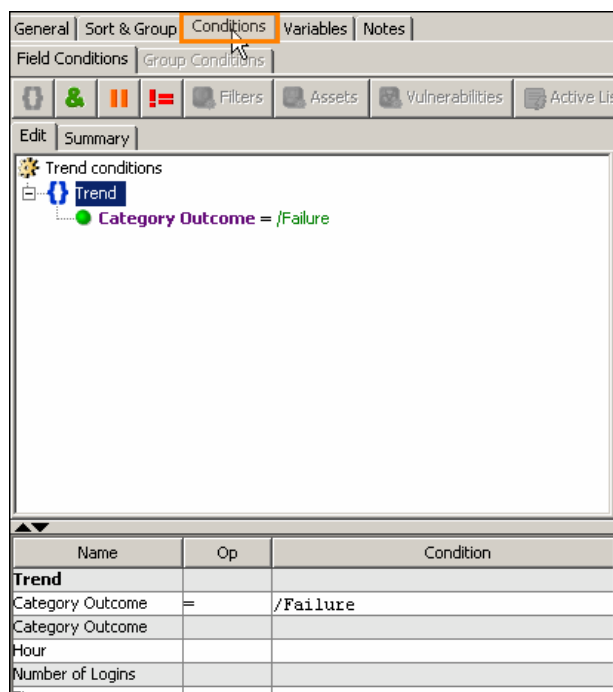 General Sort & Group Conditions Variables Notes
Field Conditions Group Conditions
{} & || != Filters Assets Vulnerabilities Active Li
Edit Summary
Trend conditions
{} Trend
Category Outcome = /Failure
Name Op Condition
Trend
Category Outcome = /Failure
Category Outcome
Hour
Number of Logins